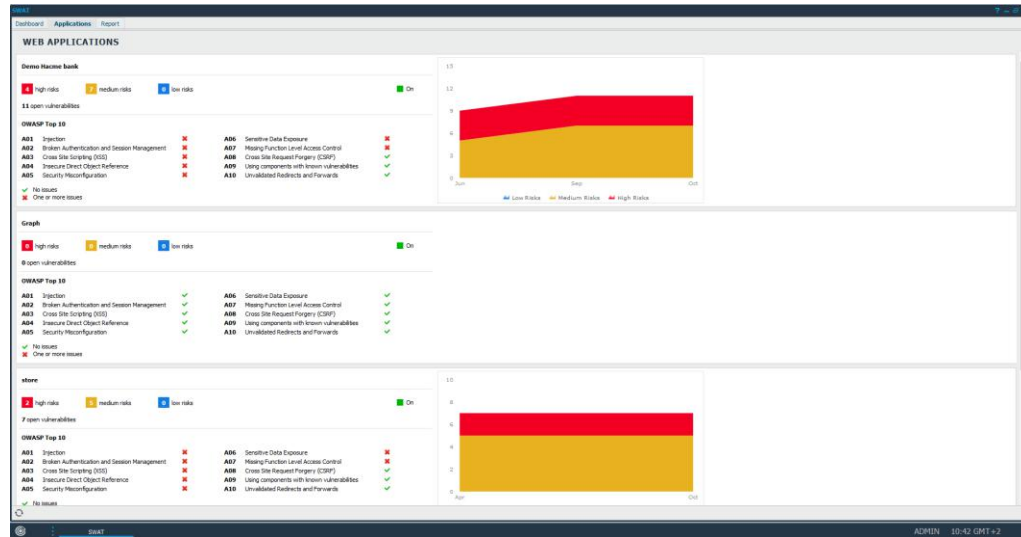 SWAT
Dashboard Applications Report
WEB APPLICATIONS
Demo Hacme bank
4 high risks 7 medium risks 0 low risks On
11 open vulnerabilities
OWASP Top 10
A01 Injection A06 Sensitive Data Exposure
A02 Broken Authentication and Session Management A07 Missing Function Level Access Control
A03 Cross Site Scripting (XSS) A08 Cross Site Request Forgery (CSRF)
A04 Insecure Direct Object Reference A09 Using components with known vulnerabilities
A05 Security Misconfiguration A10 Unvalidated Redirects and Forwards
No issues
One or more issues
15
12
9
6
3
0
Jun Sep Oct
Low Risks Medium Risks High Risks
Graph
0 high risks 0 medium risks 0 low risks On
0 open vulnerabilities
OWASP Top 10
A01 Injection A06 Sensitive Data Exposure
A02 Broken Authentication and Session Management A07 Missing Function Level Access Control
A03 Cross Site Scripting (XSS) A08 Cross Site Request Forgery (CSRF)
A04 Insecure Direct Object Reference A09 Using components with known vulnerabilities
A05 Security Misconfiguration A10 Unvalidated Redirects and Forwards
No issues
One or more issues
store
2 high risks 5 medium risks 0 low risks On
7 open vulnerabilities
OWASP Top 10
A01 Injection A06 Sensitive Data Exposure
A02 Broken Authentication and Session Management A07 Missing Function Level Access Control
A03 Cross Site Scripting (XSS) A08 Cross Site Request Forgery (CSRF)
A04 Insecure Direct Object Reference A09 Using components with known vulnerabilities
A05 Security Misconfiguration A10 Unvalidated Redirects and Forwards
No issues
10
8
6
4
2
0
Apr Oct
SWAT ADMIN 10:42 GMT+2